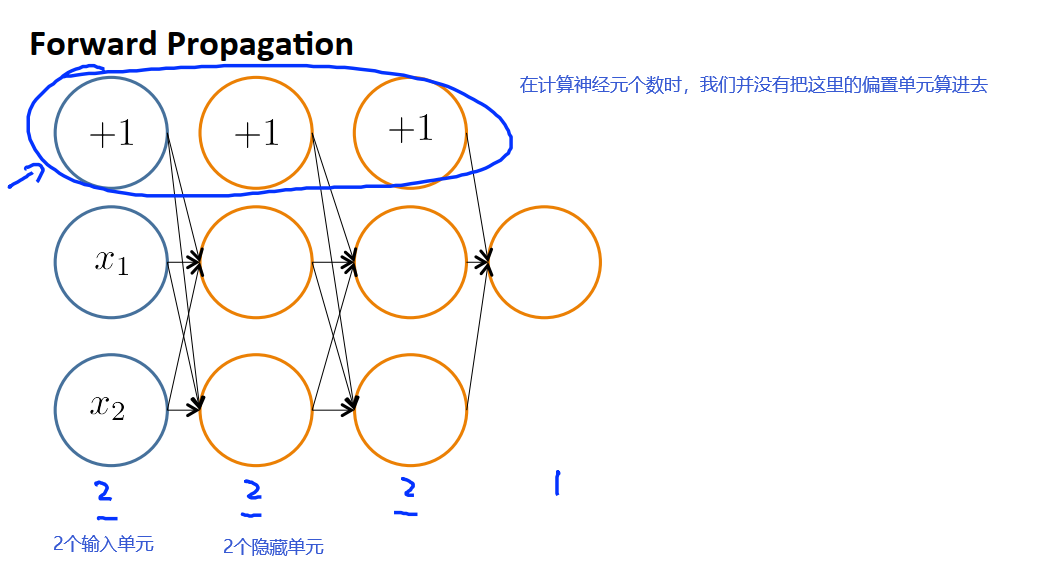 Forward Propagation
在计算神经元个数时，我们并没有把这里的偏置单元算进去
+1 +1 +1
x₁
x₂
2 2 2 1
2个输入单元 2个隐藏单元